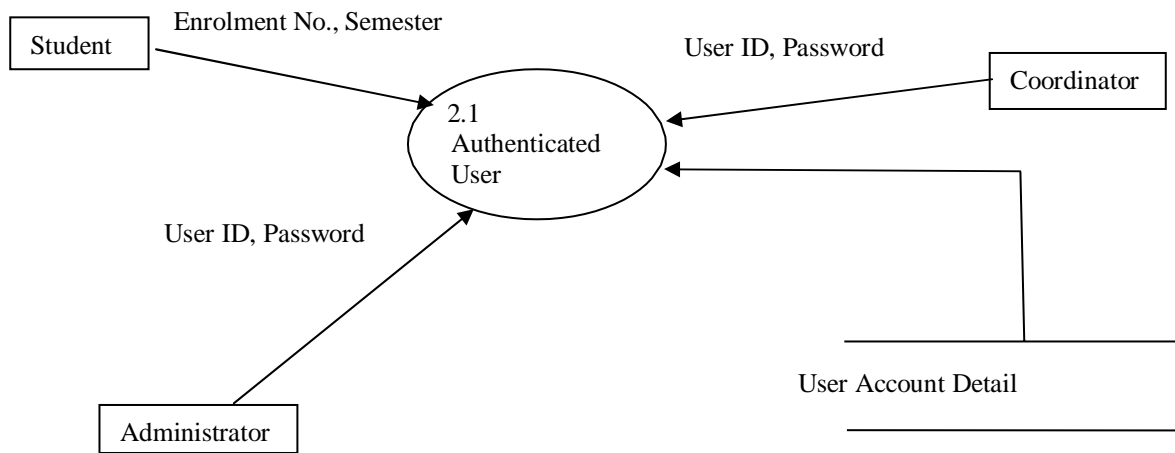 Enrolment No., Semester
Student
User ID, Password
Coordinator
2.1
Authenticated
User
User ID, Password
User Account Detail
Administrator